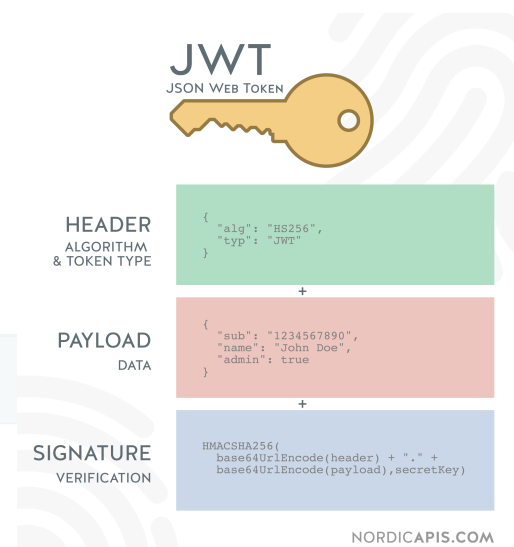 JWT
JSON WEB TOKEN
HEADER
ALGORITHM
& TOKEN TYPE
{
  "alg": "HS256",
  "typ": "JWT"
}
+
PAYLOAD
DATA
{
  "sub": "1234567890",
  "name": "John Doe",
  "admin": true
}
+
SIGNATURE
VERIFICATION
HMACSHA256(
  base64UrlEncode(header) + "." +
  base64UrlEncode(payload),secretKey)
NORDICAPIS.COM